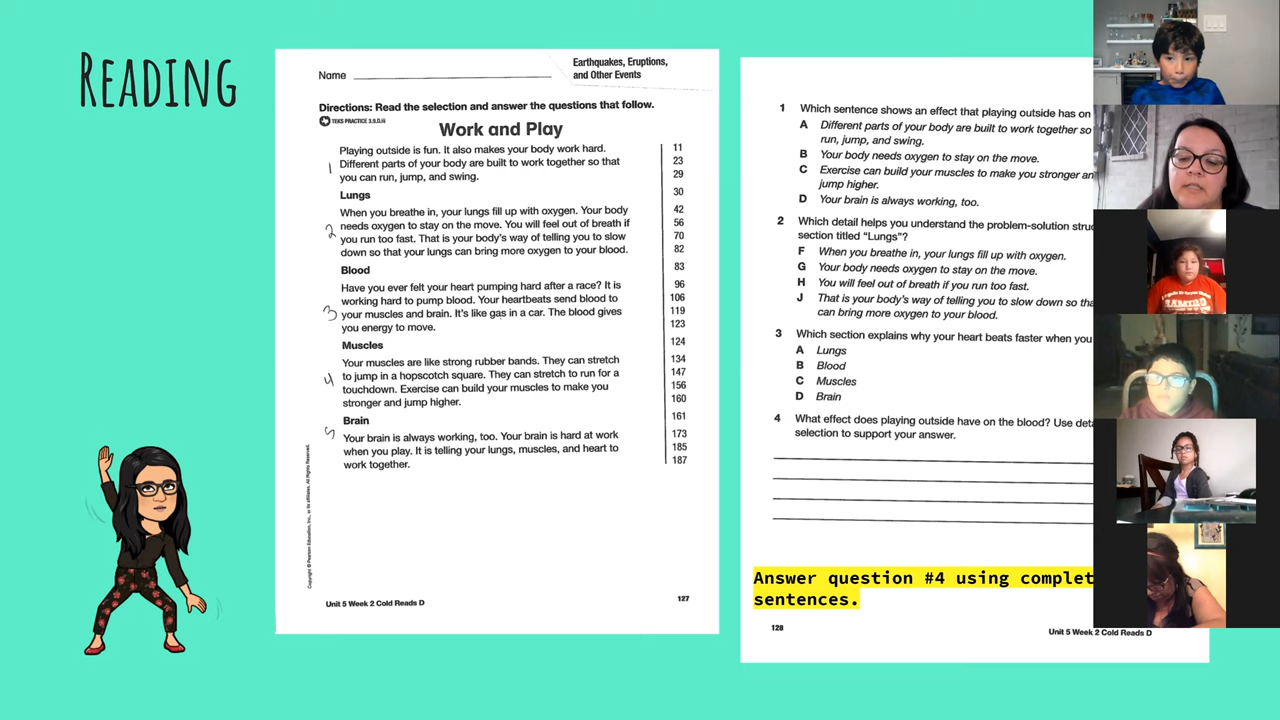 READING
Name
Earthquakes, Eruptions,
and Other Events
Directions: Read the selection and answer the questions that follow.
TEKS PRACTICE 3.9.D.iii
Work and Play
1
Playing outside is fun. It also makes your body work hard. 11
Different parts of your body are built to work together so that 23
you can run, jump, and swing. 29
Lungs 30
2
When you breathe in, your lungs fill up with oxygen. Your body 42
needs oxygen to stay on the move. You will feel out of breath if 56
you run too fast. That is your body's way of telling you to slow 70
down so that your lungs can bring more oxygen to your blood. 82
Blood 83
3
Have you ever felt your heart pumping hard after a race? It is 96
working hard to pump blood. Your heartbeats send blood to 106
your muscles and brain. It's like gas in a car. The blood gives 119
you energy to move. 123
Muscles 124
4
Your muscles are like strong rubber bands. They can stretch 134
to jump in a hopscotch square. They can stretch to run for a 147
touchdown. Exercise can build your muscles to make you 156
stronger and jump higher. 160
Brain 161
5
Your brain is always working, too. Your brain is hard at work 173
when you play. It is telling your lungs, muscles, and heart to 185
work together. 187
Copyright © Pearson Education, Inc., or its affiliates. All Rights Reserved.
Unit 5 Week 2 Cold Reads D
127
1 Which sentence shows an effect that playing outside has on
A Different parts of your body are built to work together so
run, jump, and swing.
B Your body needs oxygen to stay on the move.
C Exercise can build your muscles to make you stronger an
jump higher.
D Your brain is always working, too.
2 Which detail helps you understand the problem-solution stru
section titled "Lungs"?
F When you breathe in, your lungs fill up with oxygen.
G Your body needs oxygen to stay on the move.
H You will feel out of breath if you run too fast.
J That is your body's way of telling you to slow down so tha
can bring more oxygen to your blood.
3 Which section explains why your heart beats faster when you
A Lungs
B Blood
C Muscles
D Brain
4 What effect does playing outside have on the blood? Use deta
selection to support your answer.
Answer question #4 using complet
sentences.
128
Unit 5 Week 2 Cold Reads D